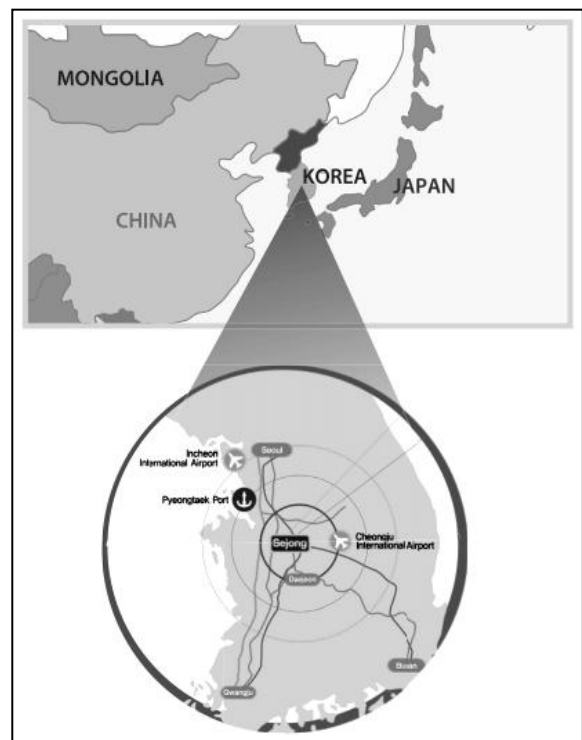 MONGOLIA
KOREA
JAPAN
CHINA
Incheon
International Airport
Seoul
Pyeongtaek Port
Sejong
Cheongju
International Airport
Daejeon
Busan
Gwangju